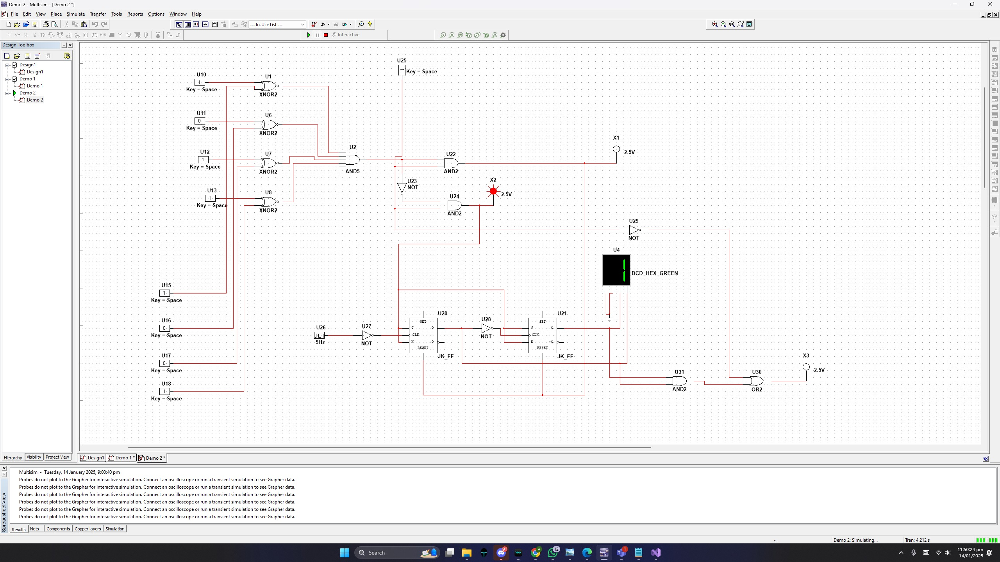 Demo 2 - Multisim - [Demo 2 *]
File Edit View Place Simulate Transfer Tools Reports Options Window Help
--- In-Use List ---
Interactive
Design Toolbox
Design1
Design1
Demo 1
Demo 1
Demo 2
Demo 2
Hierarchy Visibility Project View
U25
Key = Space
U10
1
Key = Space
U1
XNOR2
U11
0
Key = Space
U6
XNOR2
U12
1
Key = Space
U7
XNOR2
U13
1
Key = Space
U8
XNOR2
U2
AND5
U22
AND2
X1
2.5V
U23
NOT
X2
2.5V
U24
AND2
U29
NOT
U4
DCD_HEX_GREEN
U15
1
Key = Space
U16
0
Key = Space
U17
0
Key = Space
U18
1
Key = Space
U26
5Hz
U27
NOT
U20
SET
J Q
CLK
K ~Q
RESET
JK_FF
U28
NOT
U21
SET
J Q
CLK
K ~Q
RESET
JK_FF
U31
AND2
U30
OR2
X3
2.5V
Design1 Demo 1 * Demo 2 *
Spreadsheet View
Multisim - Tuesday, 14 January 2025, 9:00:40 pm
Probes do not plot to the Grapher for interactive simulation. Connect an oscilloscope or run a transient simulation to see Grapher data.
Probes do not plot to the Grapher for interactive simulation. Connect an oscilloscope or run a transient simulation to see Grapher data.
Probes do not plot to the Grapher for interactive simulation. Connect an oscilloscope or run a transient simulation to see Grapher data.
Probes do not plot to the Grapher for interactive simulation. Connect an oscilloscope or run a transient simulation to see Grapher data.
Probes do not plot to the Grapher for interactive simulation. Connect an oscilloscope or run a transient simulation to see Grapher data.
Probes do not plot to the Grapher for interactive simulation. Connect an oscilloscope or run a transient simulation to see Grapher data.
Results Nets Components Copper layers Simulation
- Demo 2: Simulating... Tran: 4.212 s
Search
9+
A
12
1
11:50:24 pm
14/01/2025